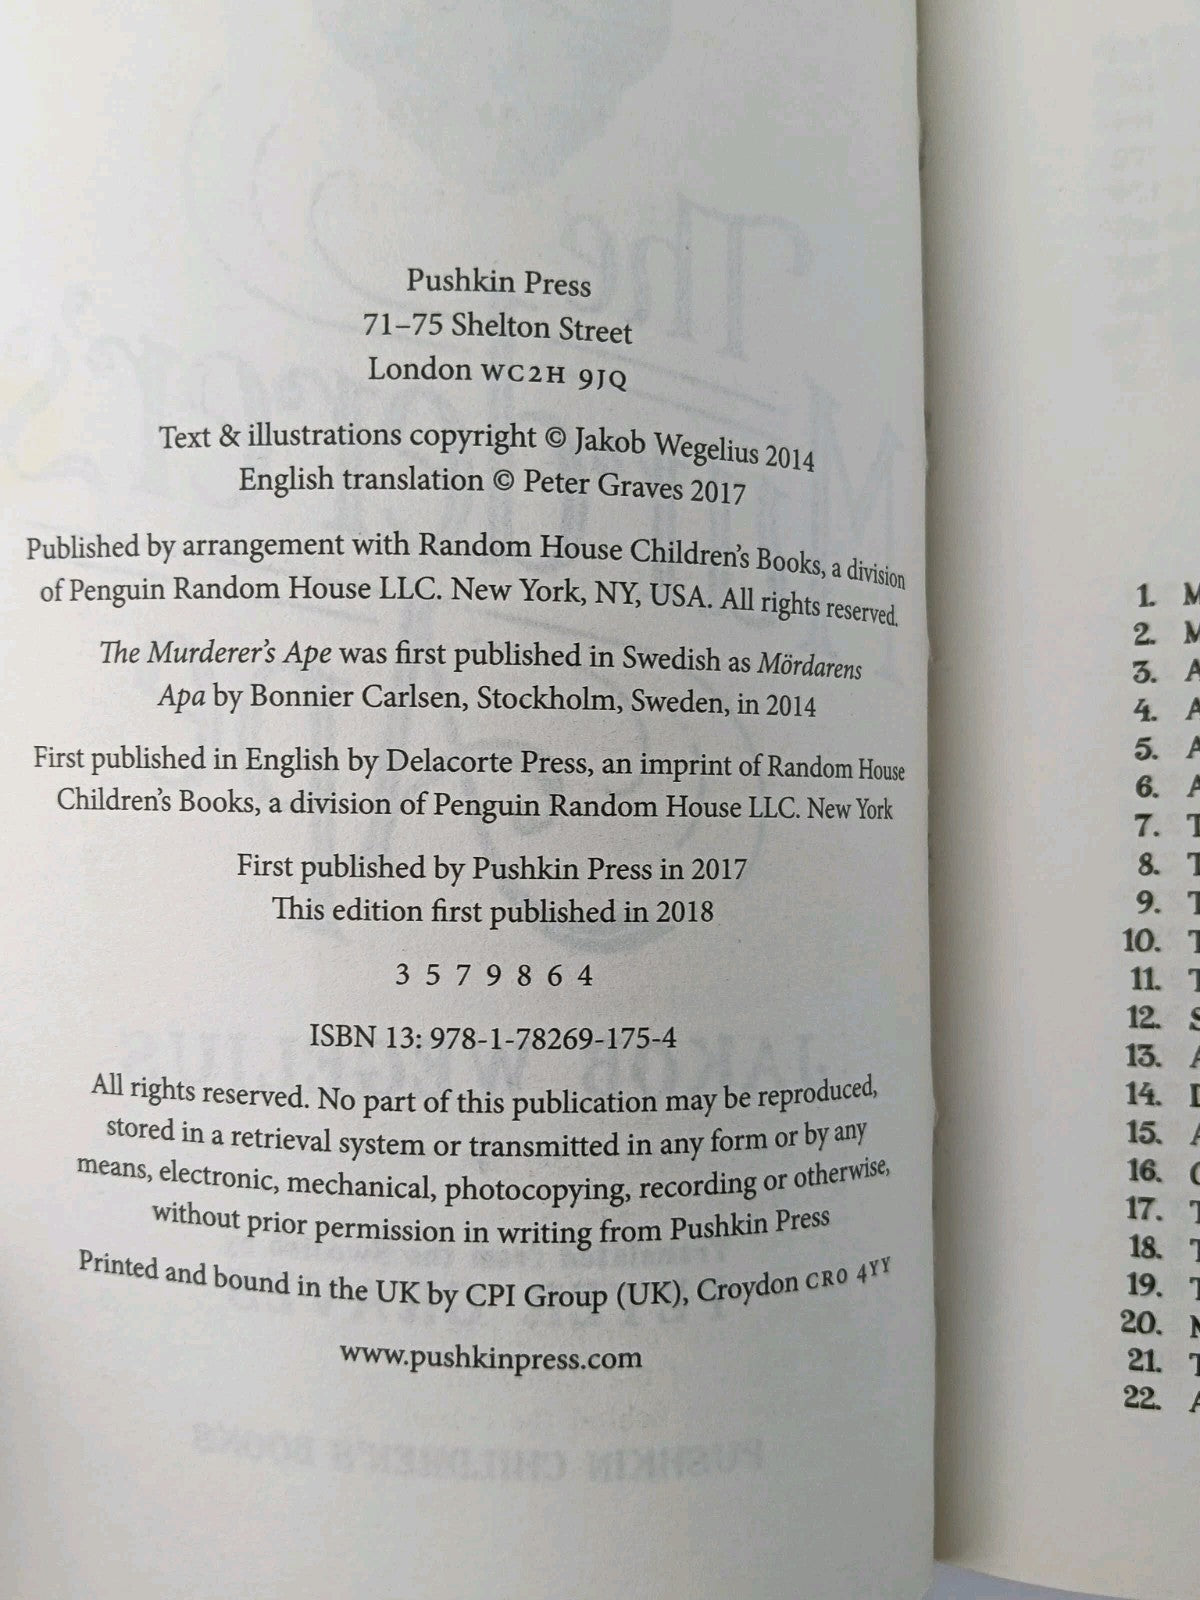 Pushkin Press
71–75 Shelton Street
London WC2H 9JQ
Text & illustrations copyright © Jakob Wegelius 2014
English translation © Peter Graves 2017
Published by arrangement with Random House Children's Books, a division
of Penguin Random House LLC. New York, NY, USA. All rights reserved.
The Murderer's Ape was first published in Swedish as Mördarens
Apa by Bonnier Carlsen, Stockholm, Sweden, in 2014
First published in English by Delacorte Press, an imprint of Random House
Children's Books, a division of Penguin Random House LLC. New York
First published by Pushkin Press in 2017
This edition first published in 2018
3 5 7 9 8 6 4
ISBN 13: 978-1-78269-175-4
All rights reserved. No part of this publication may be reproduced,
stored in a retrieval system or transmitted in any form or by any
means, electronic, mechanical, photocopying, recording or otherwise,
without prior permission in writing from Pushkin Press
Printed and bound in the UK by CPI Group (UK), Croydon CR0 4YY
www.pushkinpress.com
1.
2.
3.
4.
5.
6.
7.
8.
9.
10.
11.
12.
13.
14.
15.
16.
17.
18.
19.
20.
21.
22.